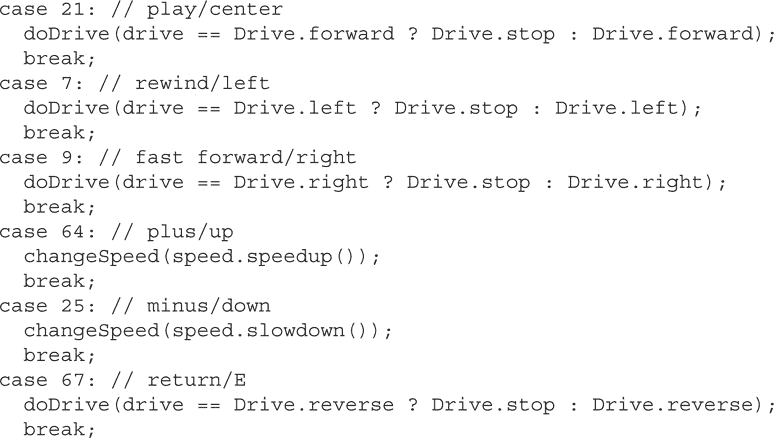 case 21: // play/center
  doDrive(drive == Drive.forward ? Drive.stop : Drive.forward);
  break;
case 7: // rewind/left
  doDrive(drive == Drive.left ? Drive.stop : Drive.left);
  break;
case 9: // fast forward/right
  doDrive(drive == Drive.right ? Drive.stop : Drive.right);
  break;
case 64: // plus/up
  changeSpeed(speed.speedup());
  break;
case 25: // minus/down
  changeSpeed(speed.slowdown());
  break;
case 67: // return/E
  doDrive(drive == Drive.reverse ? Drive.stop : Drive.reverse);
  break;